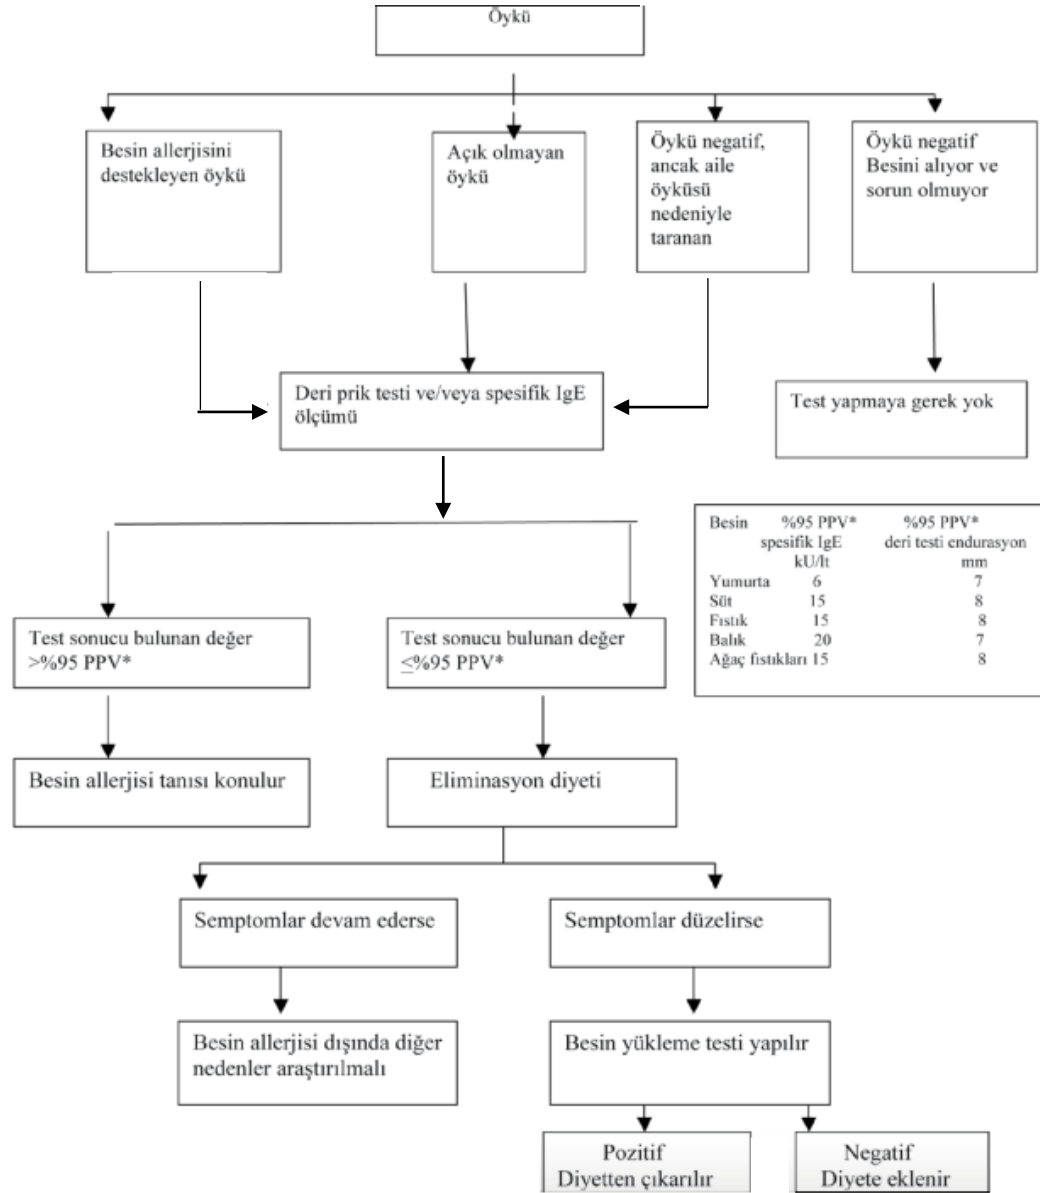 Öykü
Besin allerjisini
destekleyen öykü
Açık olmayan
öykü
Öykü negatif,
ancak aile
öyküsü
nedeniyle
taranan
Öykü negatif
Besini alıyor ve
sorun olmuyor
Deri prik testi ve/veya spesifik IgE
ölçümü
Test yapmaya gerek yok
Besin %95 PPV* %95 PPV*
spesifik IgE deri testi endurasyon
kU/lt mm
Yumurta 6 7
Süt 15 8
Fıstık 15 8
Balık 20 7
Ağaç fıstıkları 15 8
Test sonucu bulunan değer
>%95 PPV*
Test sonucu bulunan değer
≤%95 PPV*
Besin allerjisi tanısı konulur
Eliminasyon diyeti
Semptomlar devam ederse
Semptomlar düzelirse
Besin allerjisi dışında diğer
nedenler araştırılmalı
Besin yükleme testi yapılır
Pozitif
Diyetten çıkarılır
Negatif
Diyete eklenir